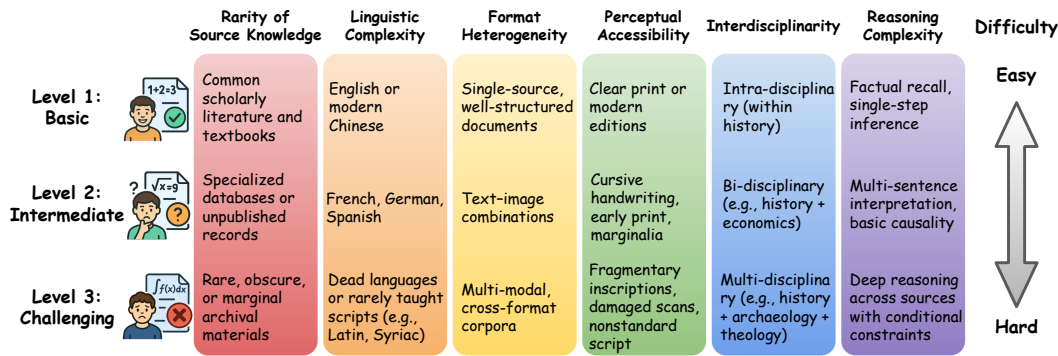 Rarity of
Source Knowledge
Linguistic
Complexity
Format
Heterogeneity
Perceptual
Accessibility
Interdisciplinarity
Reasoning
Complexity
Difficulty
Level 1:
Basic
1+2=3
Common
scholarly
literature and
textbooks
English or
modern
Chinese
Single-source,
well-structured
documents
Clear print or
modern
editions
Intra-disciplina
ry (within
history)
Factual recall,
single-step
inference
Easy
Level 2:
Intermediate
?
√x=9
?
Specialized
databases or
unpublished
records
French, German,
Spanish
Text-image
combinations
Cursive
handwriting,
early print,
marginalia
Bi-disciplinary
(e.g., history +
economics)
Multi-sentence
interpretation,
basic causality
Level 3:
Challenging
∫f(x)dx
Rare, obscure,
or marginal
archival
materials
Dead languages
or rarely taught
scripts (e.g.,
Latin, Syriac)
Multi-modal,
cross-format
corpora
Fragmentary
inscriptions,
damaged scans,
nonstandard
script
Multi-disciplina
ry (e.g., history
+ archaeology +
theology)
Deep reasoning
across sources
with conditional
constraints
Hard